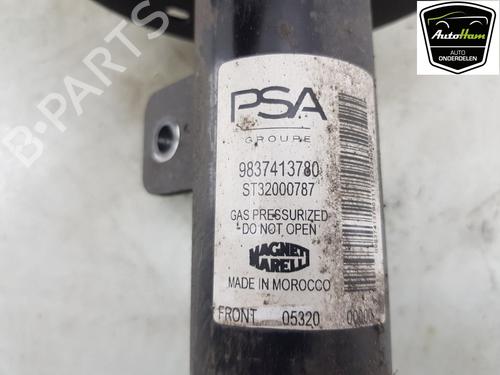 AutoHam
AUTO
ONDERDELEN
B-PARTS
PSA
GROUPE
9837413780
ST32000787
GAS PRESSURIZED
DO NOT OPEN
MAGNETI
MARELLI
MADE IN MOROCCO
FRONT 05320 00000